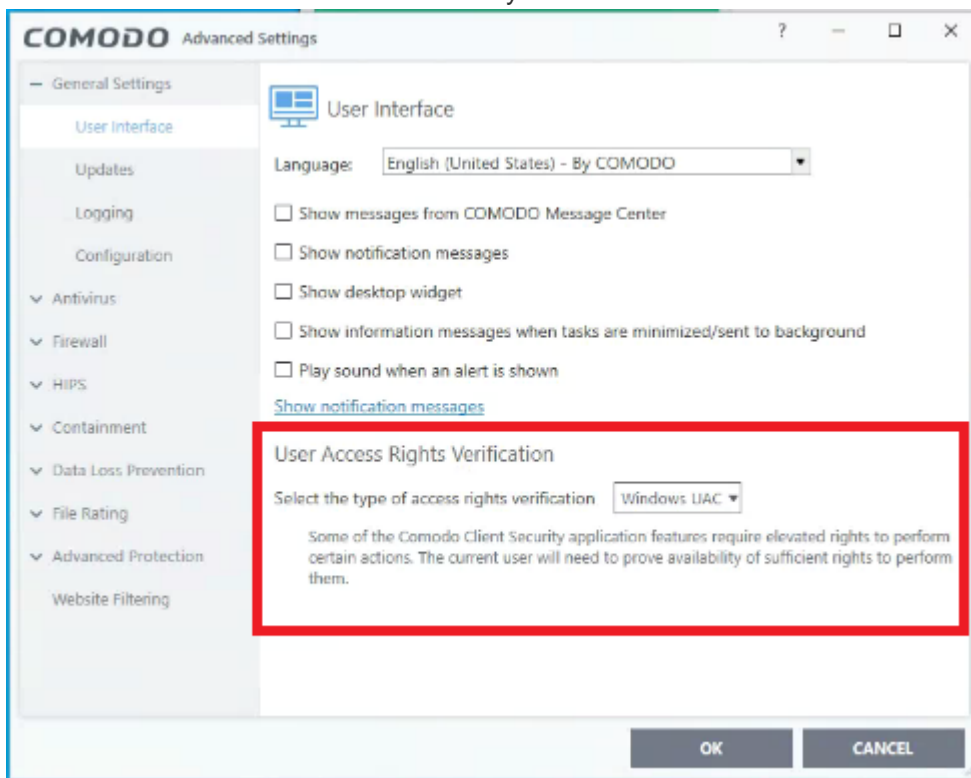 COMODO Advanced Settings
?
General Settings
User Interface
Updates
Logging
Configuration
Antivirus
Firewall
HIPS
Containment
Data Loss Prevention
File Rating
Advanced Protection
Website Filtering
User Interface
Language: English (United States) - By COMODO
Show messages from COMODO Message Center
Show notification messages
Show desktop widget
Show information messages when tasks are minimized/sent to background
Play sound when an alert is shown
Show notification messages
User Access Rights Verification
Select the type of access rights verification Windows UAC
Some of the Comodo Client Security application features require elevated rights to perform
certain actions. The current user will need to prove availability of sufficient rights to perform
them.
OK CANCEL